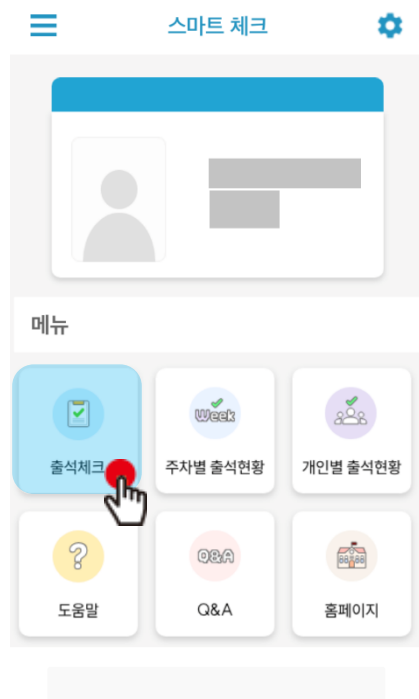 스마트 체크
메뉴
출석체크
Week
주차별 출석현황
개인별 출석현황
?
도움말
Q&A
Q&A
홈페이지